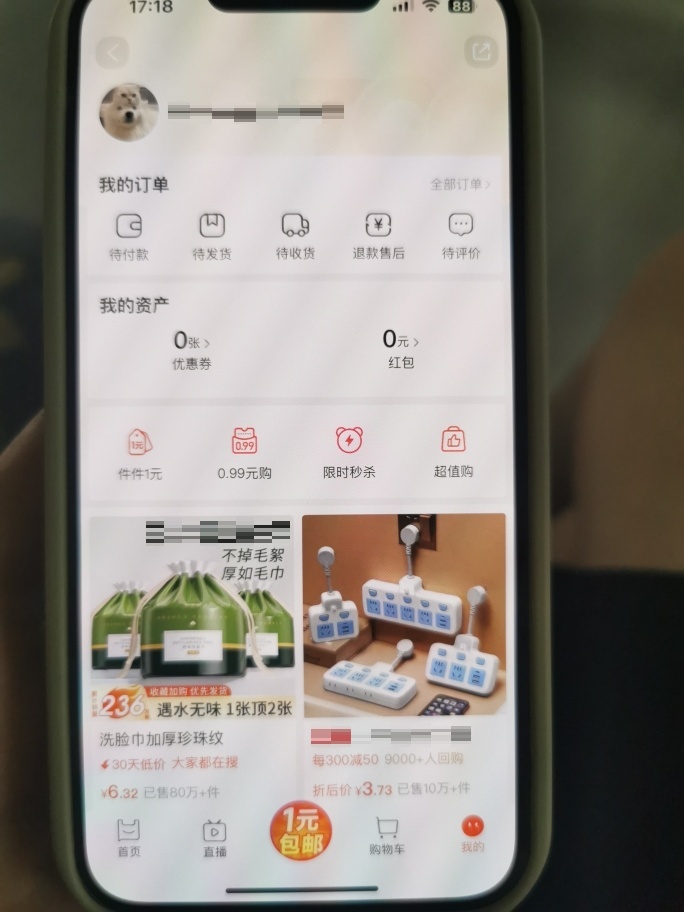 17:18
88
我的订单
全部订单
待付款
待发货
待收货
退款售后
待评价
我的资产
0张
0元
优惠券
红包
1元
0.99
件件1元
0.99元购
限时秒杀
超值购
不掉毛絮
厚如毛巾
收藏加购 优先发货
236
遇水无味 1张顶2张
洗脸巾加厚珍珠纹
30天低价 大家都在搜
¥6.32 已售80万+件
每300减50 9000+人回购
折后价 ¥3.73 已售10万+件
1元
包邮
首页
直播
购物车
我的